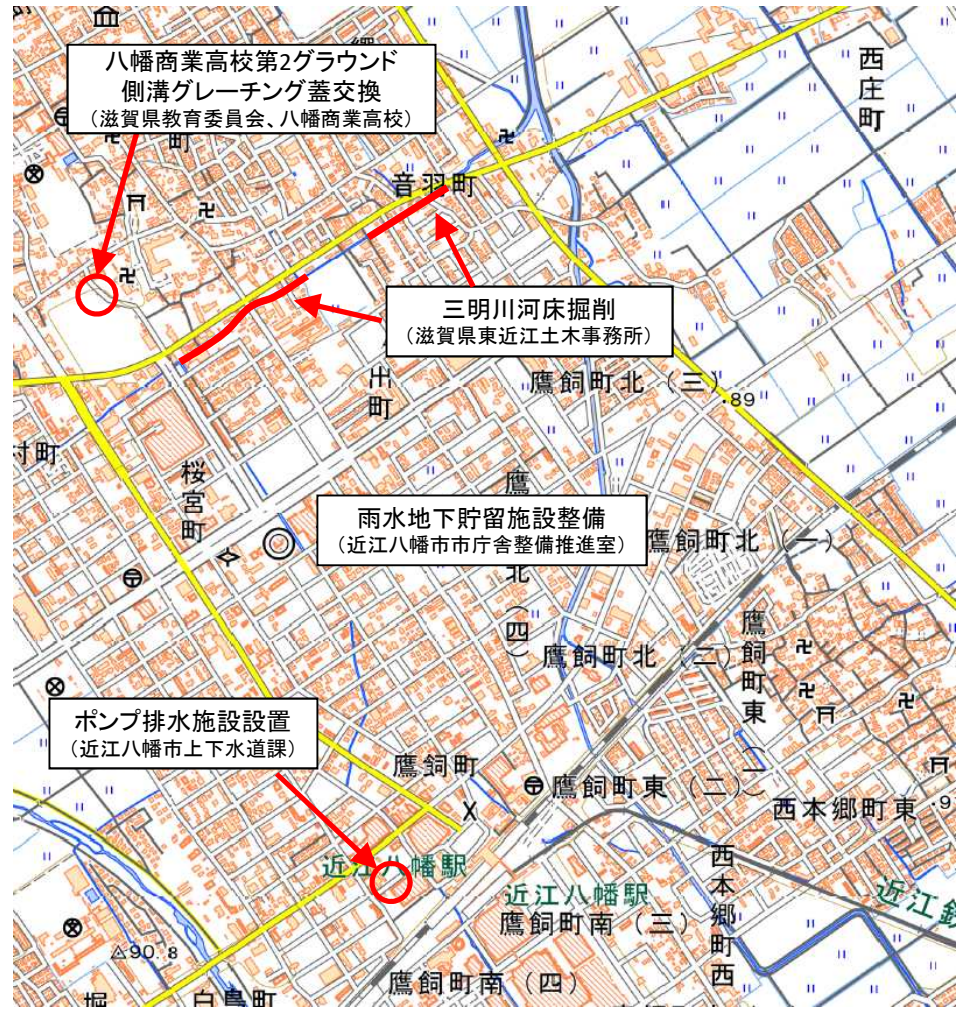 八幡商業高校第2グラウンド
側溝グレーチング蓋交換
（滋賀県教育委員会、八幡商業高校）
町
西庄町
音羽町
三明川河床掘削
（滋賀県東近江土木事務所）
出町
鷹飼町北（三）
・89
村町
桜宮町
雨水地下貯留施設整備
（近江八幡市市庁舎整備推進室）
鷹
北（四）
鷹飼町北（一）
鷹飼町北（二）
鷹飼町東（一）
ポンプ排水施設設置
（近江八幡市上下水道課）
鷹飼町
X
鷹飼町東（二）
西本郷町東
・9
近江八幡駅
近江八幡駅
鷹飼町南（三）
西本郷町西
近江鉄
△90.8
鷹飼町南（四）
堀
白鳥町